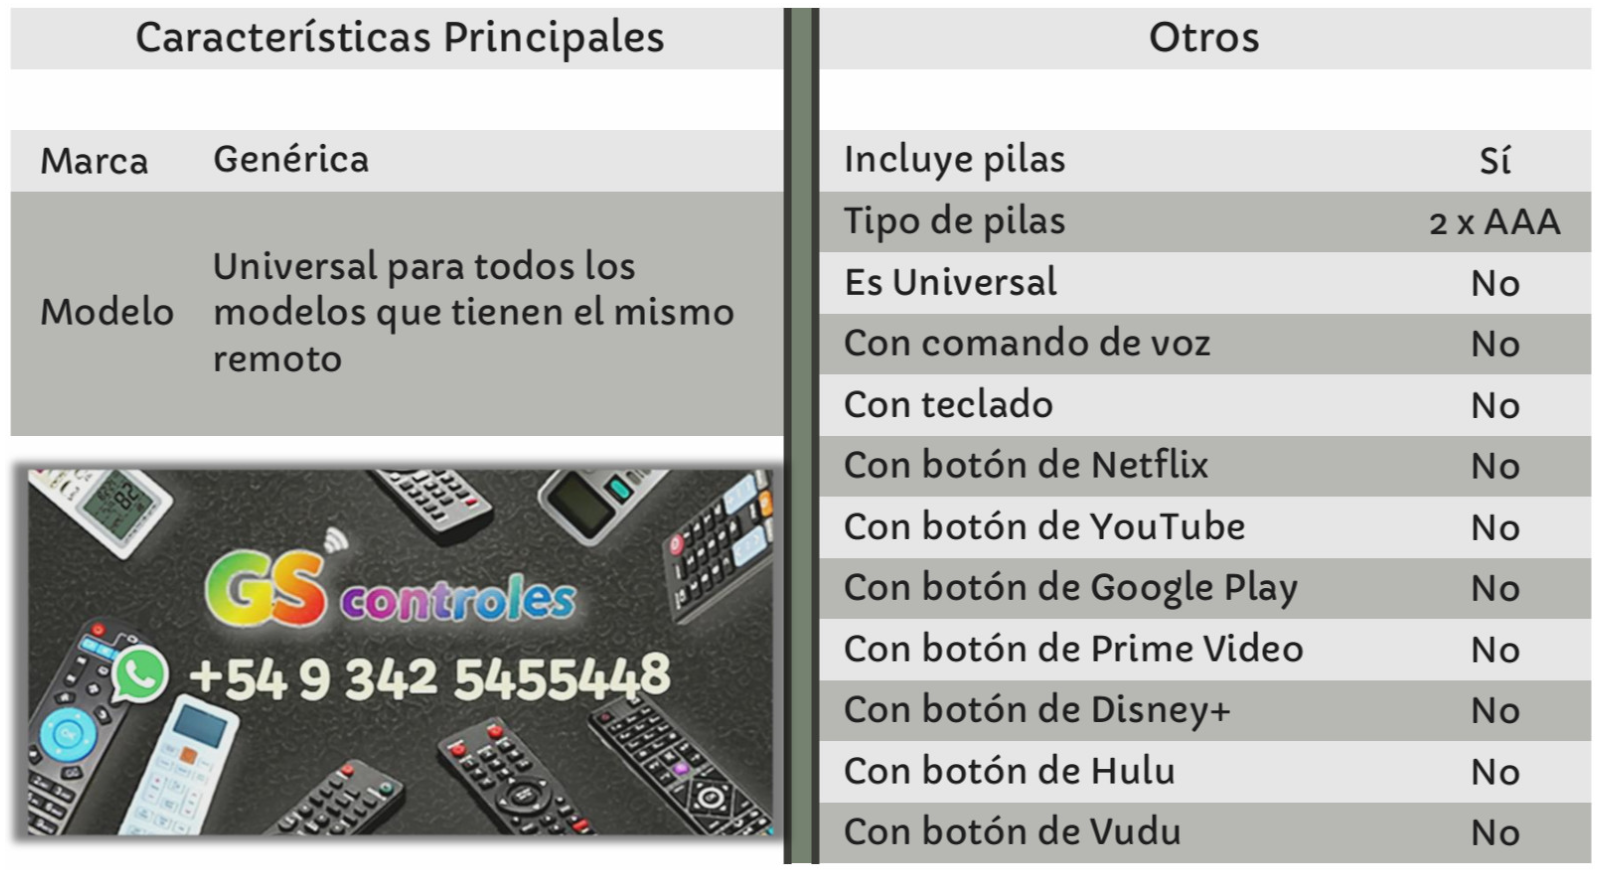 Características Principales
Marca Genérica
Modelo Universal para todos los
modelos que tienen el mismo
remoto
GS controles
+54 9 342 5455448
Otros
Incluye pilas Sí
Tipo de pilas 2 x AAA
Es Universal No
Con comando de voz No
Con teclado No
Con botón de Netflix No
Con botón de YouTube No
Con botón de Google Play No
Con botón de Prime Video No
Con botón de Disney+ No
Con botón de Hulu No
Con botón de Vudu No